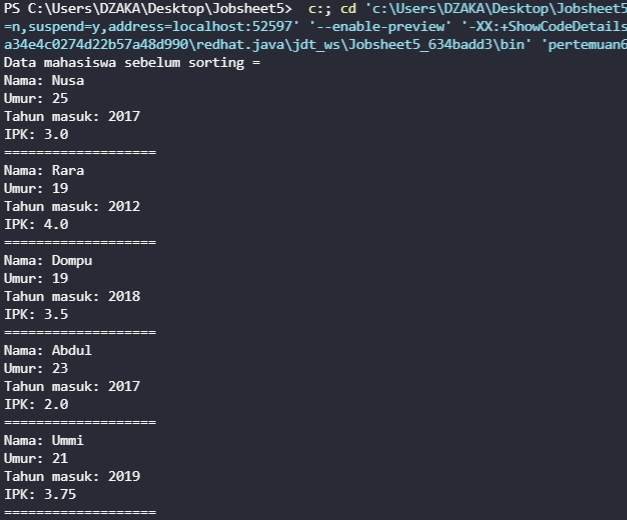 PS C:\Users\DZAKA\Desktop\Jobsheet5>  c:; cd 'c:\Users\DZAKA\Desktop\Jobsheet5
=n,suspend=y,address=localhost:52597' '--enable-preview' '-XX:+ShowCodeDetails
a34e4c0274d22b57a48d990\redhat.java\jdt_ws\Jobsheet5_634badd3\bin' 'pertemuan6
Data mahasiswa sebelum sorting =
Nama: Nusa
Umur: 25
Tahun masuk: 2017
IPK: 3.0
===================
Nama: Rara
Umur: 19
Tahun masuk: 2012
IPK: 4.0
===================
Nama: Dompu
Umur: 19
Tahun masuk: 2018
IPK: 3.5
===================
Nama: Abdul
Umur: 23
Tahun masuk: 2017
IPK: 2.0
===================
Nama: Ummi
Umur: 21
Tahun masuk: 2019
IPK: 3.75
===================